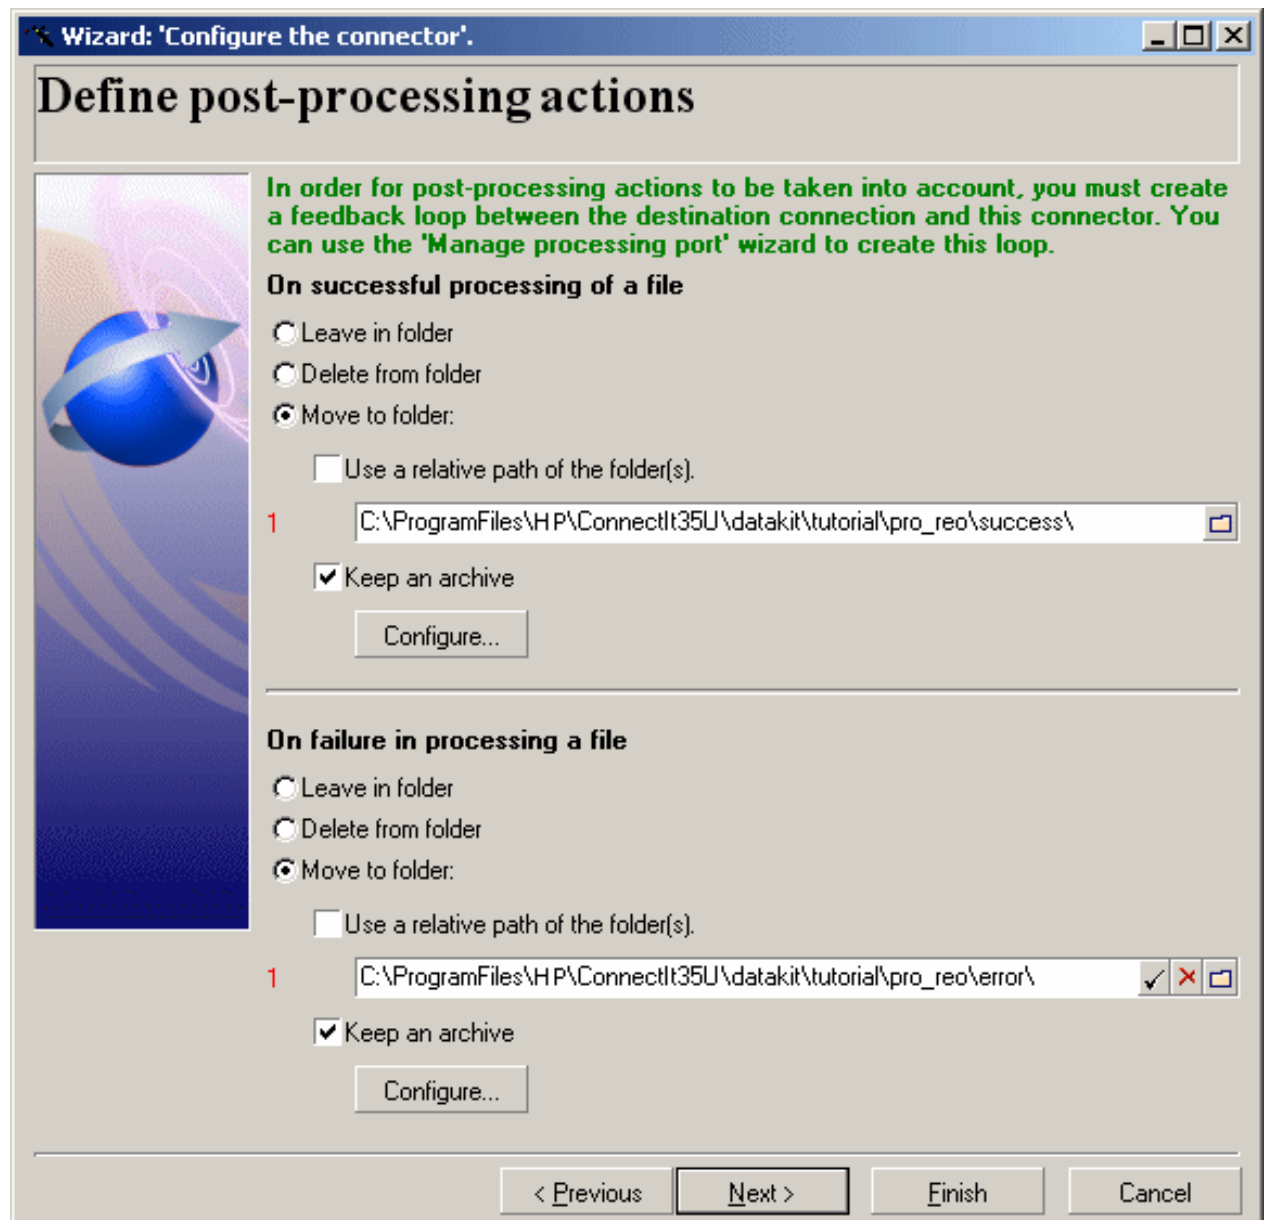 Wizard: 'Configure the connector'.
Define post-processing actions
In order for post-processing actions to be taken into account, you must create
a feedback loop between the destination connection and this connector. You
can use the 'Manage processing port' wizard to create this loop.
On successful processing of a file
Leave in folder
Delete from folder
Move to folder:
Use a relative path of the folder(s).
1 C:\ProgramFiles\HP\ConnectIt35U\datakit\tutorial\pro_reo\success\
Keep an archive
Configure...
On failure in processing a file
Leave in folder
Delete from folder
Move to folder:
Use a relative path of the folder(s).
1 C:\ProgramFiles\HP\ConnectIt35U\datakit\tutorial\pro_reo\error\
Keep an archive
Configure...
< Previous Next > Finish Cancel